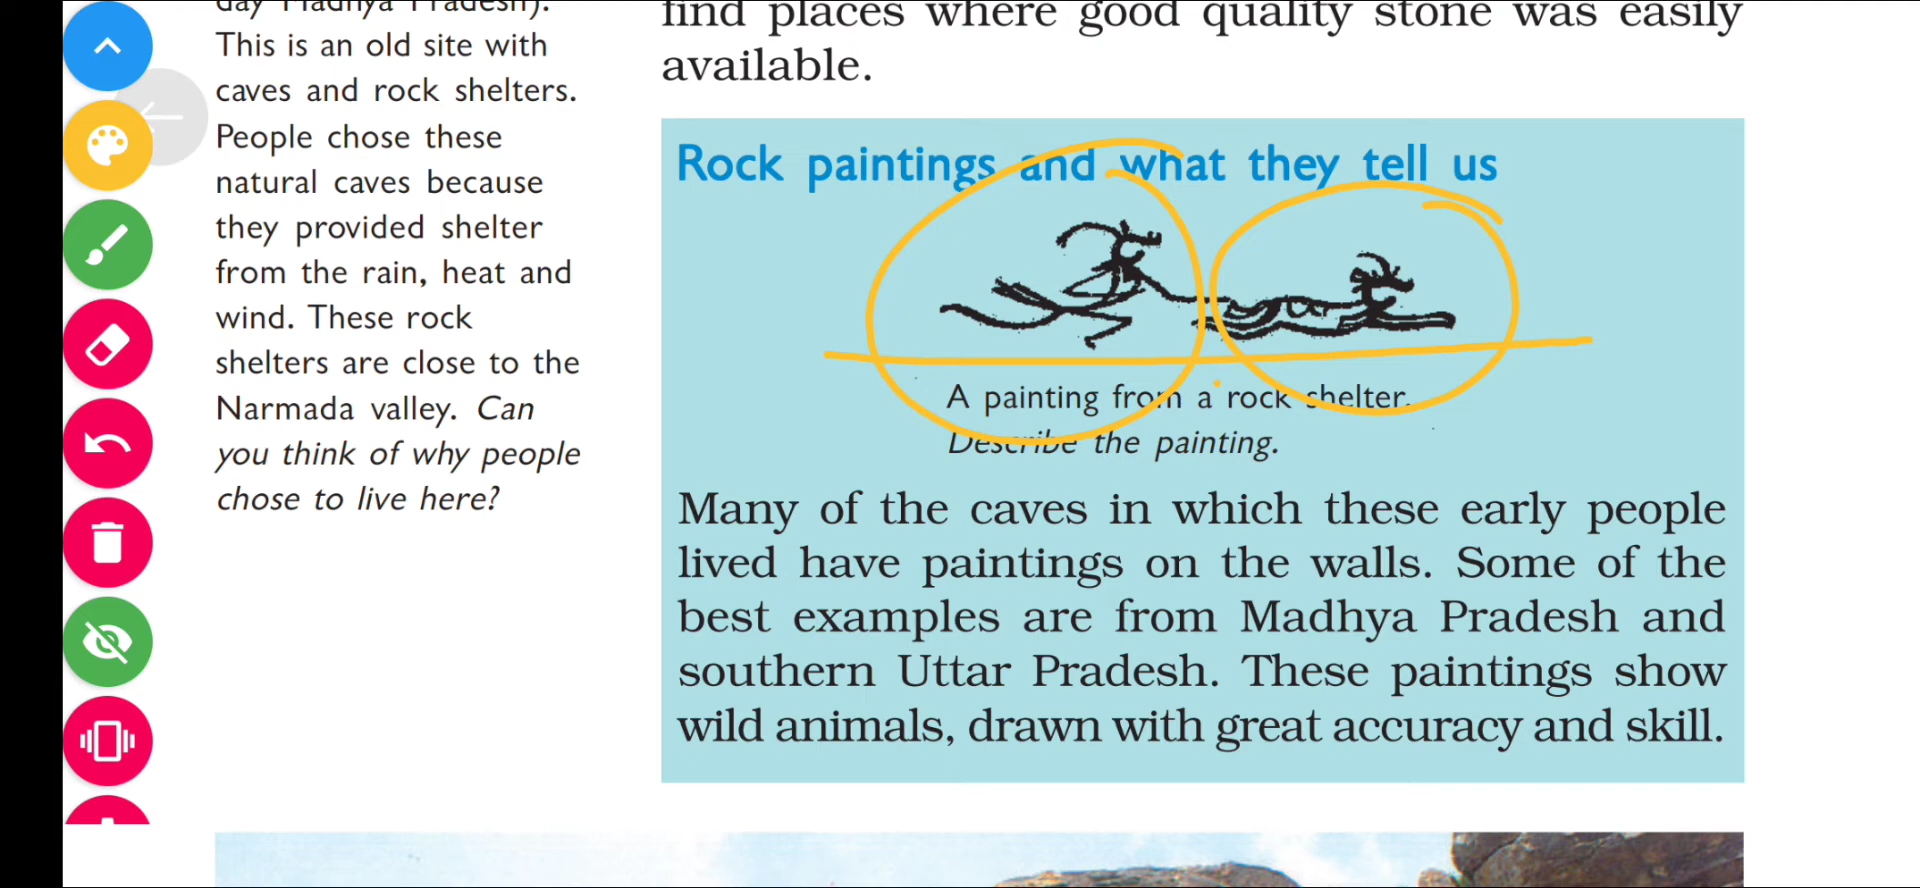 day Madhya Pradesh).
This is an old site with
caves and rock shelters.
People chose these
natural caves because
they provided shelter
from the rain, heat and
wind. These rock
shelters are close to the
Narmada valley. Can
you think of why people
chose to live here?
find places where good quality stone was easily
available.
Rock paintings and what they tell us
A painting from a rock shelter.
Describe the painting.
Many of the caves in which these early people
lived have paintings on the walls. Some of the
best examples are from Madhya Pradesh and
southern Uttar Pradesh. These paintings show
wild animals, drawn with great accuracy and skill.